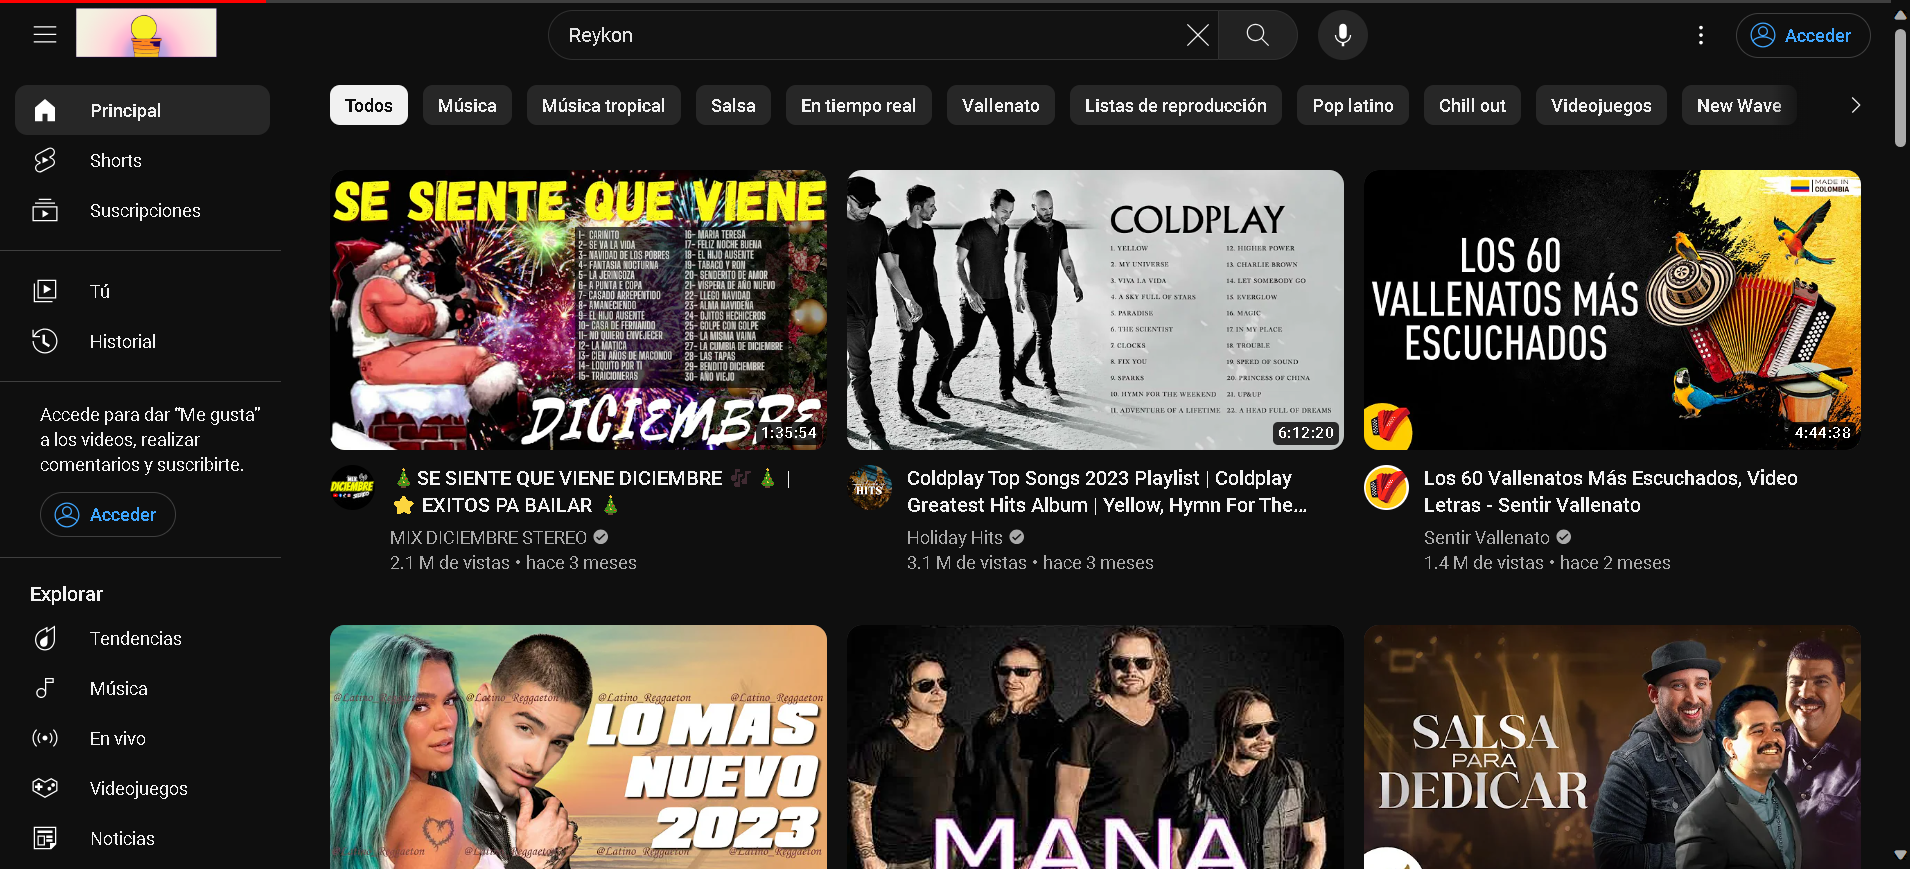 Reykon
Acceder
Principal
Shorts
Suscripciones
Tú
Historial
Accede para dar “Me gusta”
a los videos, realizar
comentarios y suscribirte.
Acceder
Explorar
Tendencias
Música
En vivo
Videojuegos
Noticias
Todos
Música
Música tropical
Salsa
En tiempo real
Vallenato
Listas de reproducción
Pop latino
Chill out
Videojuegos
New Wave
SE SIENTE QUE VIENE
1- CARINITO
2- SE VA LA VIDA
3- NAVIDAD DE LOS POBRES
4- FANTASIA NOCTURNA
5- LA JERINGOZA
6- A PUNTA E COPA
7- CASADO ARREPENTIDO
8- AMANECIENDO
9- EL HIJO AUSENTE
10- CASA DE FERNANDO
11- NO QUIERO ENVEJECER
12- LA MATICA
13- CIEN AÑOS DE MACONDO
14- LOQUITO POR TI
15- TRAICIONERAS
16- MARIA TERESA
17- FELIZ NOCHE BUENA
18- EL HIJO AUSENTE
19- TABACO Y RON
20- SENDERITO DE AMOR
21- VISPERA DE AÑO NUEVO
22- LLEGO NAVIDAD
23- ALMA NAVIDEÑA
24- OJITOS HECHICEROS
25- GOLPE CON GOLPE
26- LA MISMA VAINA
27- LA CUMBIA DE DICIEMBRE
28- LAS TAPAS
29- BENDITO DICIEMBRE
30- AÑO VIEJO
DICIEMBRE
1:35:54
MIX
DICIEMBRE
STEREO
🎄 SE SIENTE QUE VIENE DICIEMBRE 🎶 🎄 |
⭐ EXITOS PA BAILAR 🎄
MIX DICIEMBRE STEREO
2.1 M de vistas • hace 3 meses
COLDPLAY
1. YELLOW
2. MY UNIVERSE
3. VIVA LA VIDA
4. A SKY FULL OF STARS
5. PARADISE
6. THE SCIENTIST
7. CLOCKS
8. FIX YOU
9. SPARKS
10. HYMN FOR THE WEEKEND
11. ADVENTURE OF A LIFETIME
12. HIGHER POWER
13. CHARLIE BROWN
14. LET SOMEBODY GO
15. EVERGLOW
16. MAGIC
17. IN MY PLACE
18. TROUBLE
19. SPEED OF SOUND
20. PRINCESS OF CHINA
21. UP&UP
22. A HEAD FULL OF DREAMS
6:12:20
HITS
Coldplay Top Songs 2023 Playlist | Coldplay
Greatest Hits Album | Yellow, Hymn For The...
Holiday Hits
3.1 M de vistas • hace 3 meses
MADE IN
COLOMBIA
LOS 60
VALLENATOS MÁS
ESCUCHADOS
4:44:38
Los 60 Vallenatos Más Escuchados, Video
Letras - Sentir Vallenato
Sentir Vallenato
1.4 M de vistas • hace 2 meses
@Latino_Reggaeton @Latino_Reggaeton @Latino_Reggaeton @Latino_Reggaeton
LO MAS
NUEVO
2023
@Latino_Reggaeton @Latino_Reggaeton @Latino_Reggaeton @Latino_Reggaeton
MANA
SALSA
PARA
DEDICAR